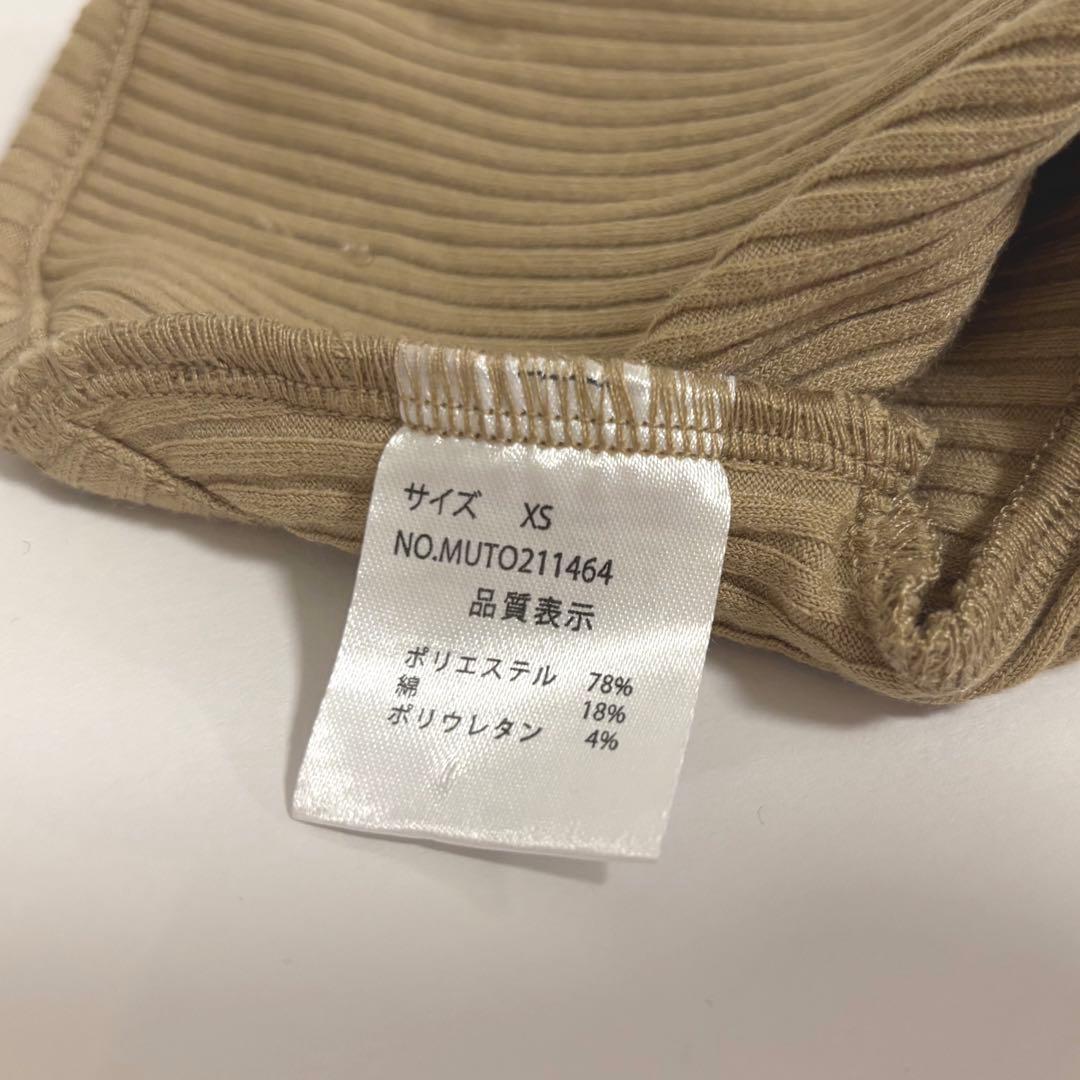 サイズ XS
NO.MUTO211464
品質表示
ポリエステル 78%
綿 18%
ポリウレタン 4%